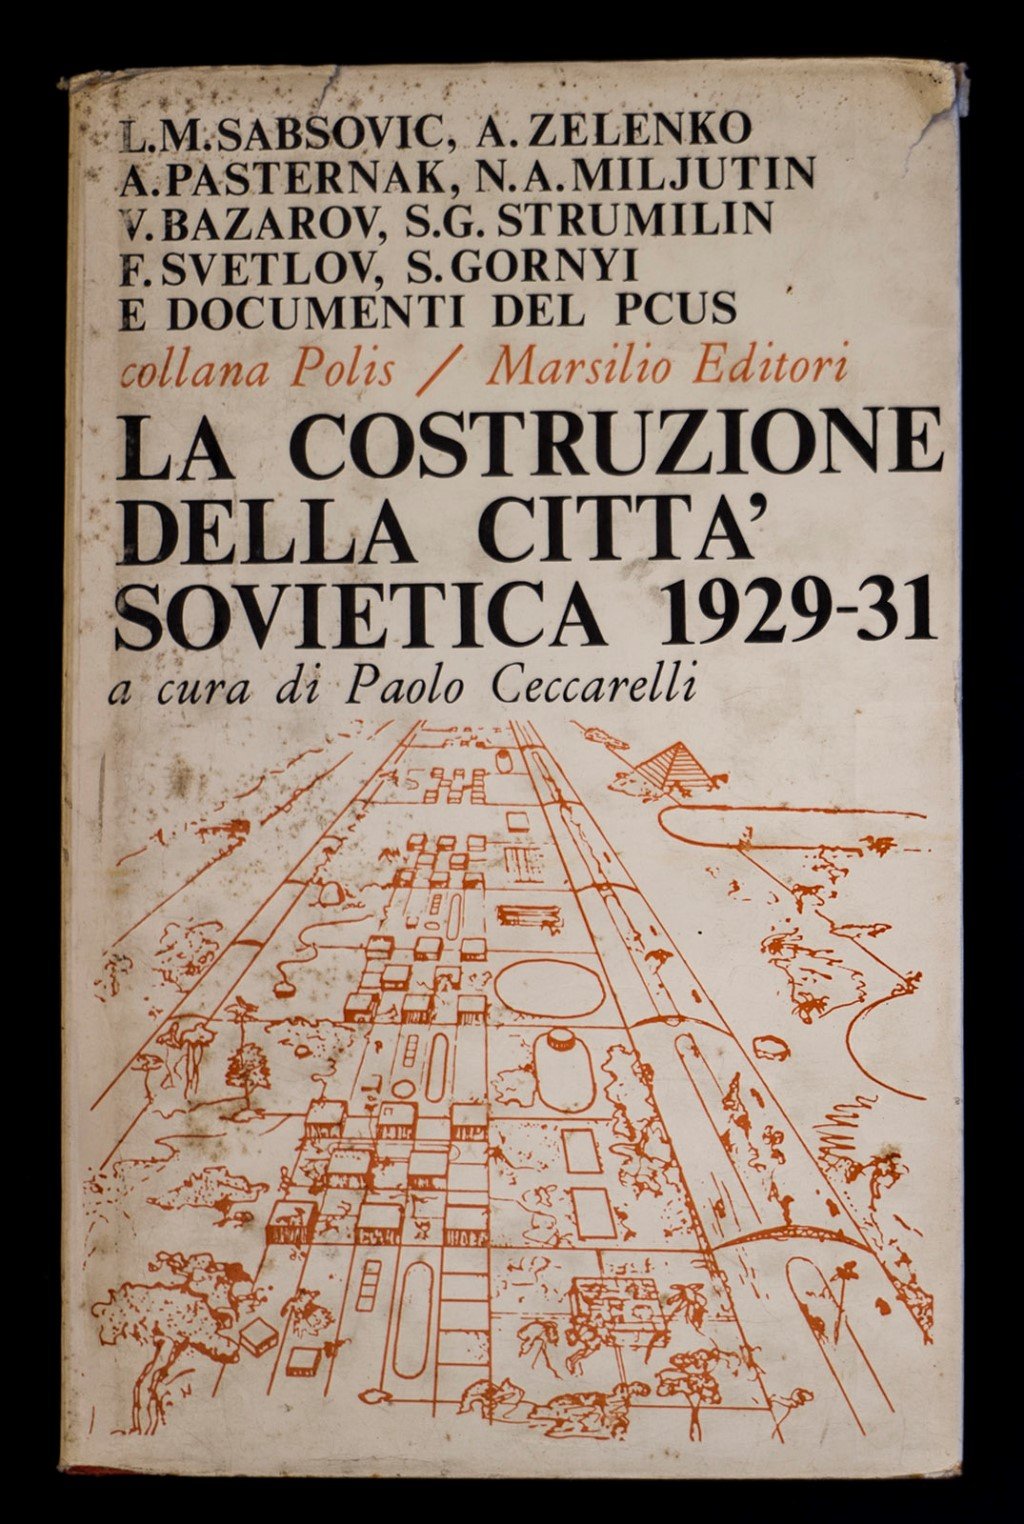 L.M.SABSOVIC, A. ZELENKO
A.PASTERNAK, N.A.MILJUTIN
V.BAZAROV, S.G. STRUMILIN
F.SVETLOV, S.GORNYI
E DOCUMENTI DEL PCUS
collana Polis / Marsilio Editori
LA COSTRUZIONE
DELLA CITTA'
SOVIETICA 1929-31
a cura di Paolo Ceccarelli